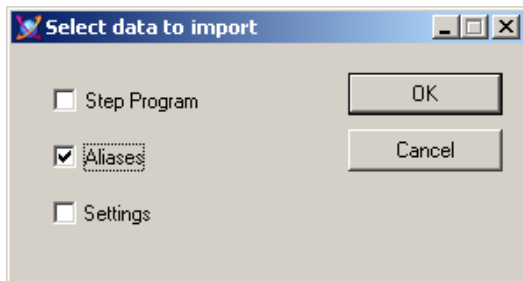 Select data to import
Step Program
OK
Aliases
Cancel
Settings